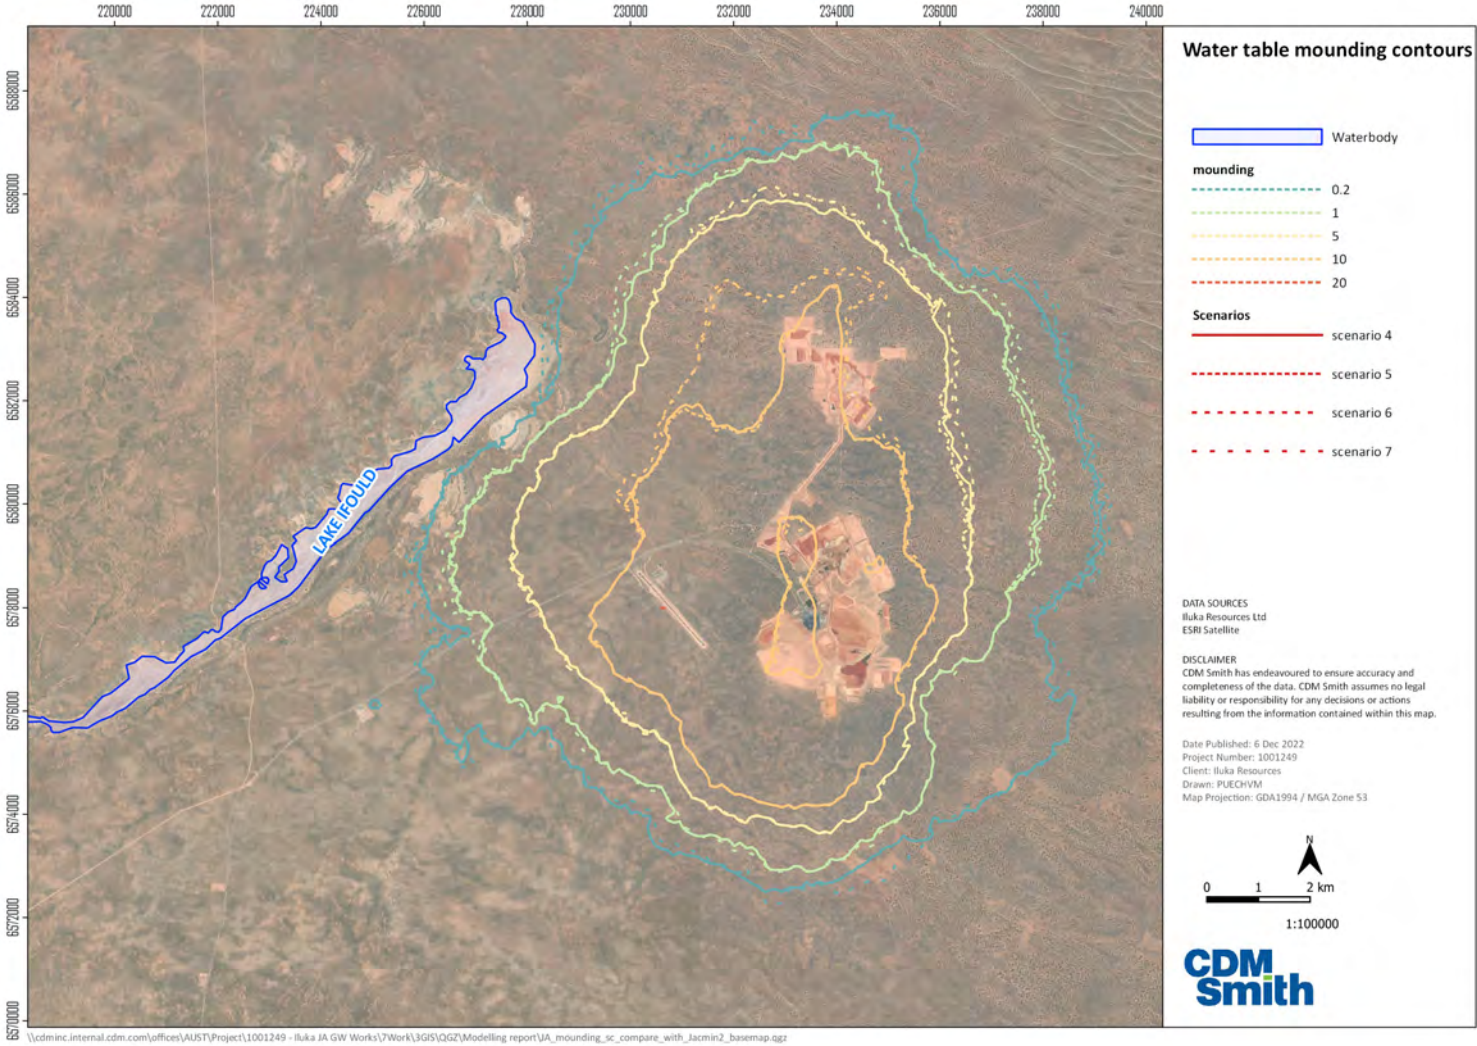 220000 222000 224000 226000 228000 230000 232000 234000 236000 238000 240000
6588000
6586000
6584000
6582000
6580000
6578000
6576000
6574000
6572000
6570000
LAKE IFOULD
Water table mounding contours
Waterbody
mounding
0.2
1
5
10
20
Scenarios
scenario 4
scenario 5
scenario 6
scenario 7
DATA SOURCES
Iluka Resources Ltd
ESRI Satellite
DISCLAIMER
CDM Smith has endeavoured to ensure accuracy and
completeness of the data. CDM Smith assumes no legal
liability or responsibility for any decisions or actions
resulting from the information contained within this map.
Date Published: 6 Dec 2022
Project Number: 1001249
Client: Iluka Resources
Drawn: PUECHVM
Map Projection: GDA1994 / MGA Zone 53
N
0 1 2 km
1:100000
CDM
Smith
\\cdminc.internal.cdm.com\offices\AUST\Project\1001249 - Iluka JA GW Works\7Work\3GIS\QGZ\Modelling report\JA_mounding_sc_compare_with_Jacmin2_basemap.qgz